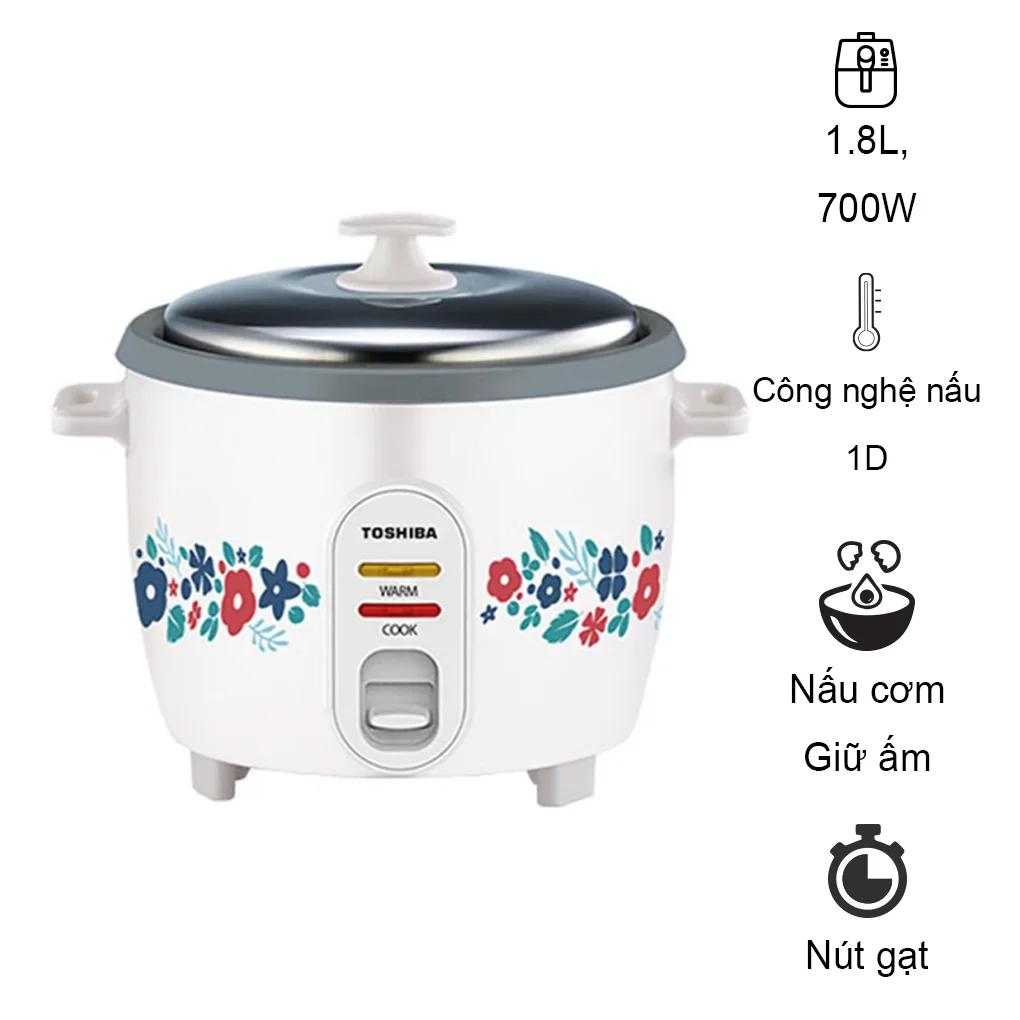 TOSHIBA
WARM
COOK
1.8L,
700W
Công nghệ nấu
1D
Nấu cơm
Giữ ấm
Nút gạt